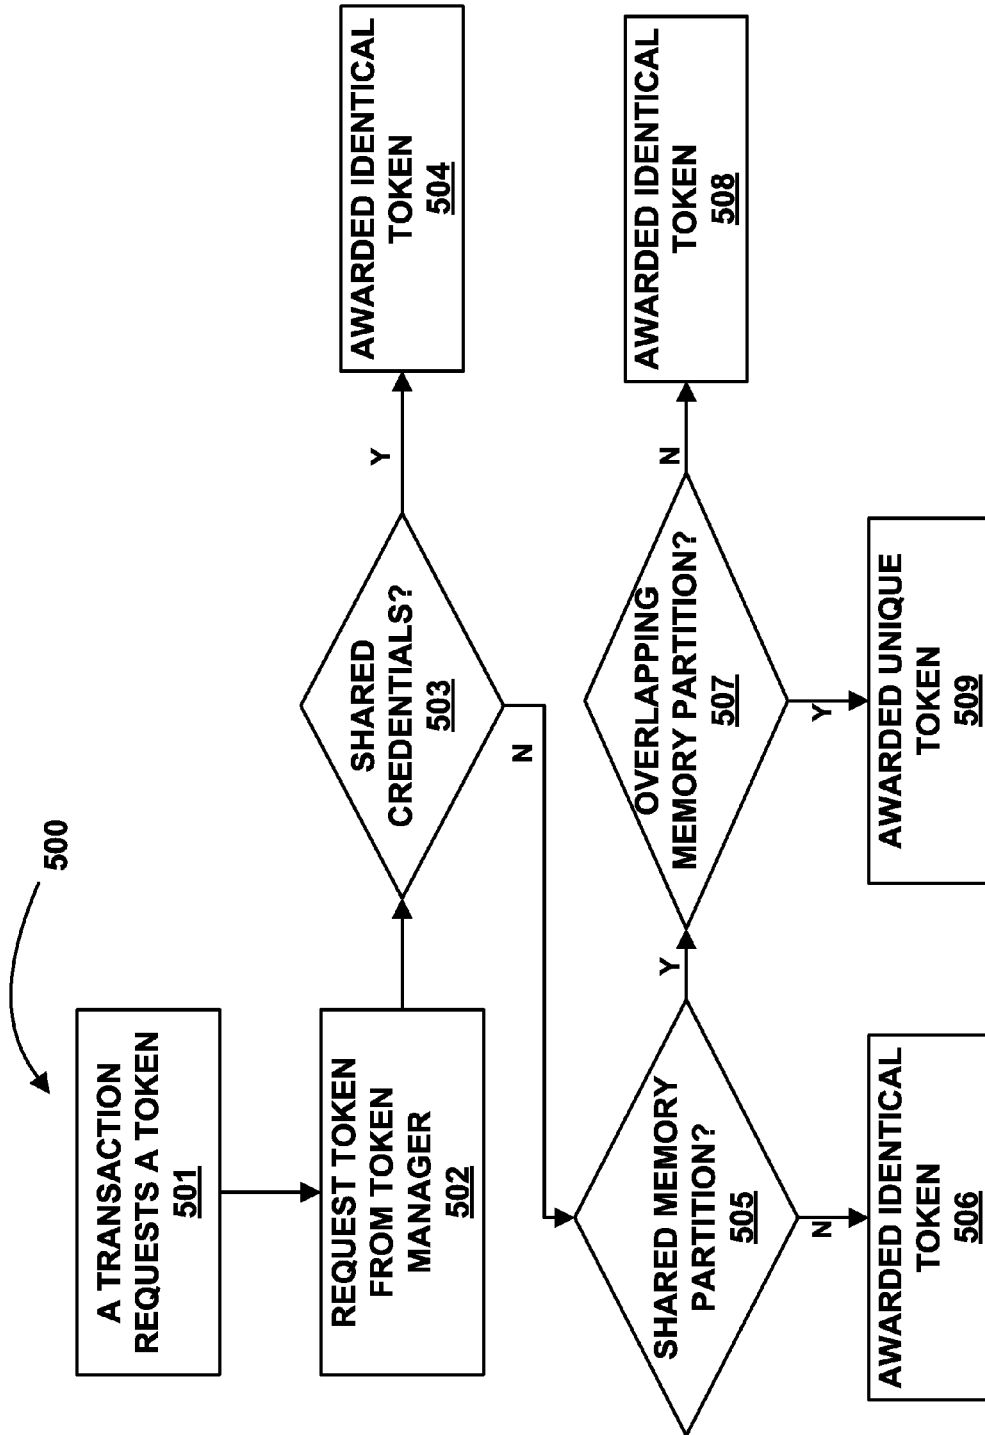 500
A TRANSACTION
REQUESTS A TOKEN
501
REQUEST TOKEN
FROM TOKEN
MANAGER
502
SHARED
CREDENTIALS?
503
Y
N
AWARDED IDENTICAL
TOKEN
504
SHARED MEMORY
PARTITION?
505
Y
N
AWARDED IDENTICAL
TOKEN
506
OVERLAPPING
MEMORY PARTITION?
507
N
Y
AWARDED IDENTICAL
TOKEN
508
AWARDED UNIQUE
TOKEN
509